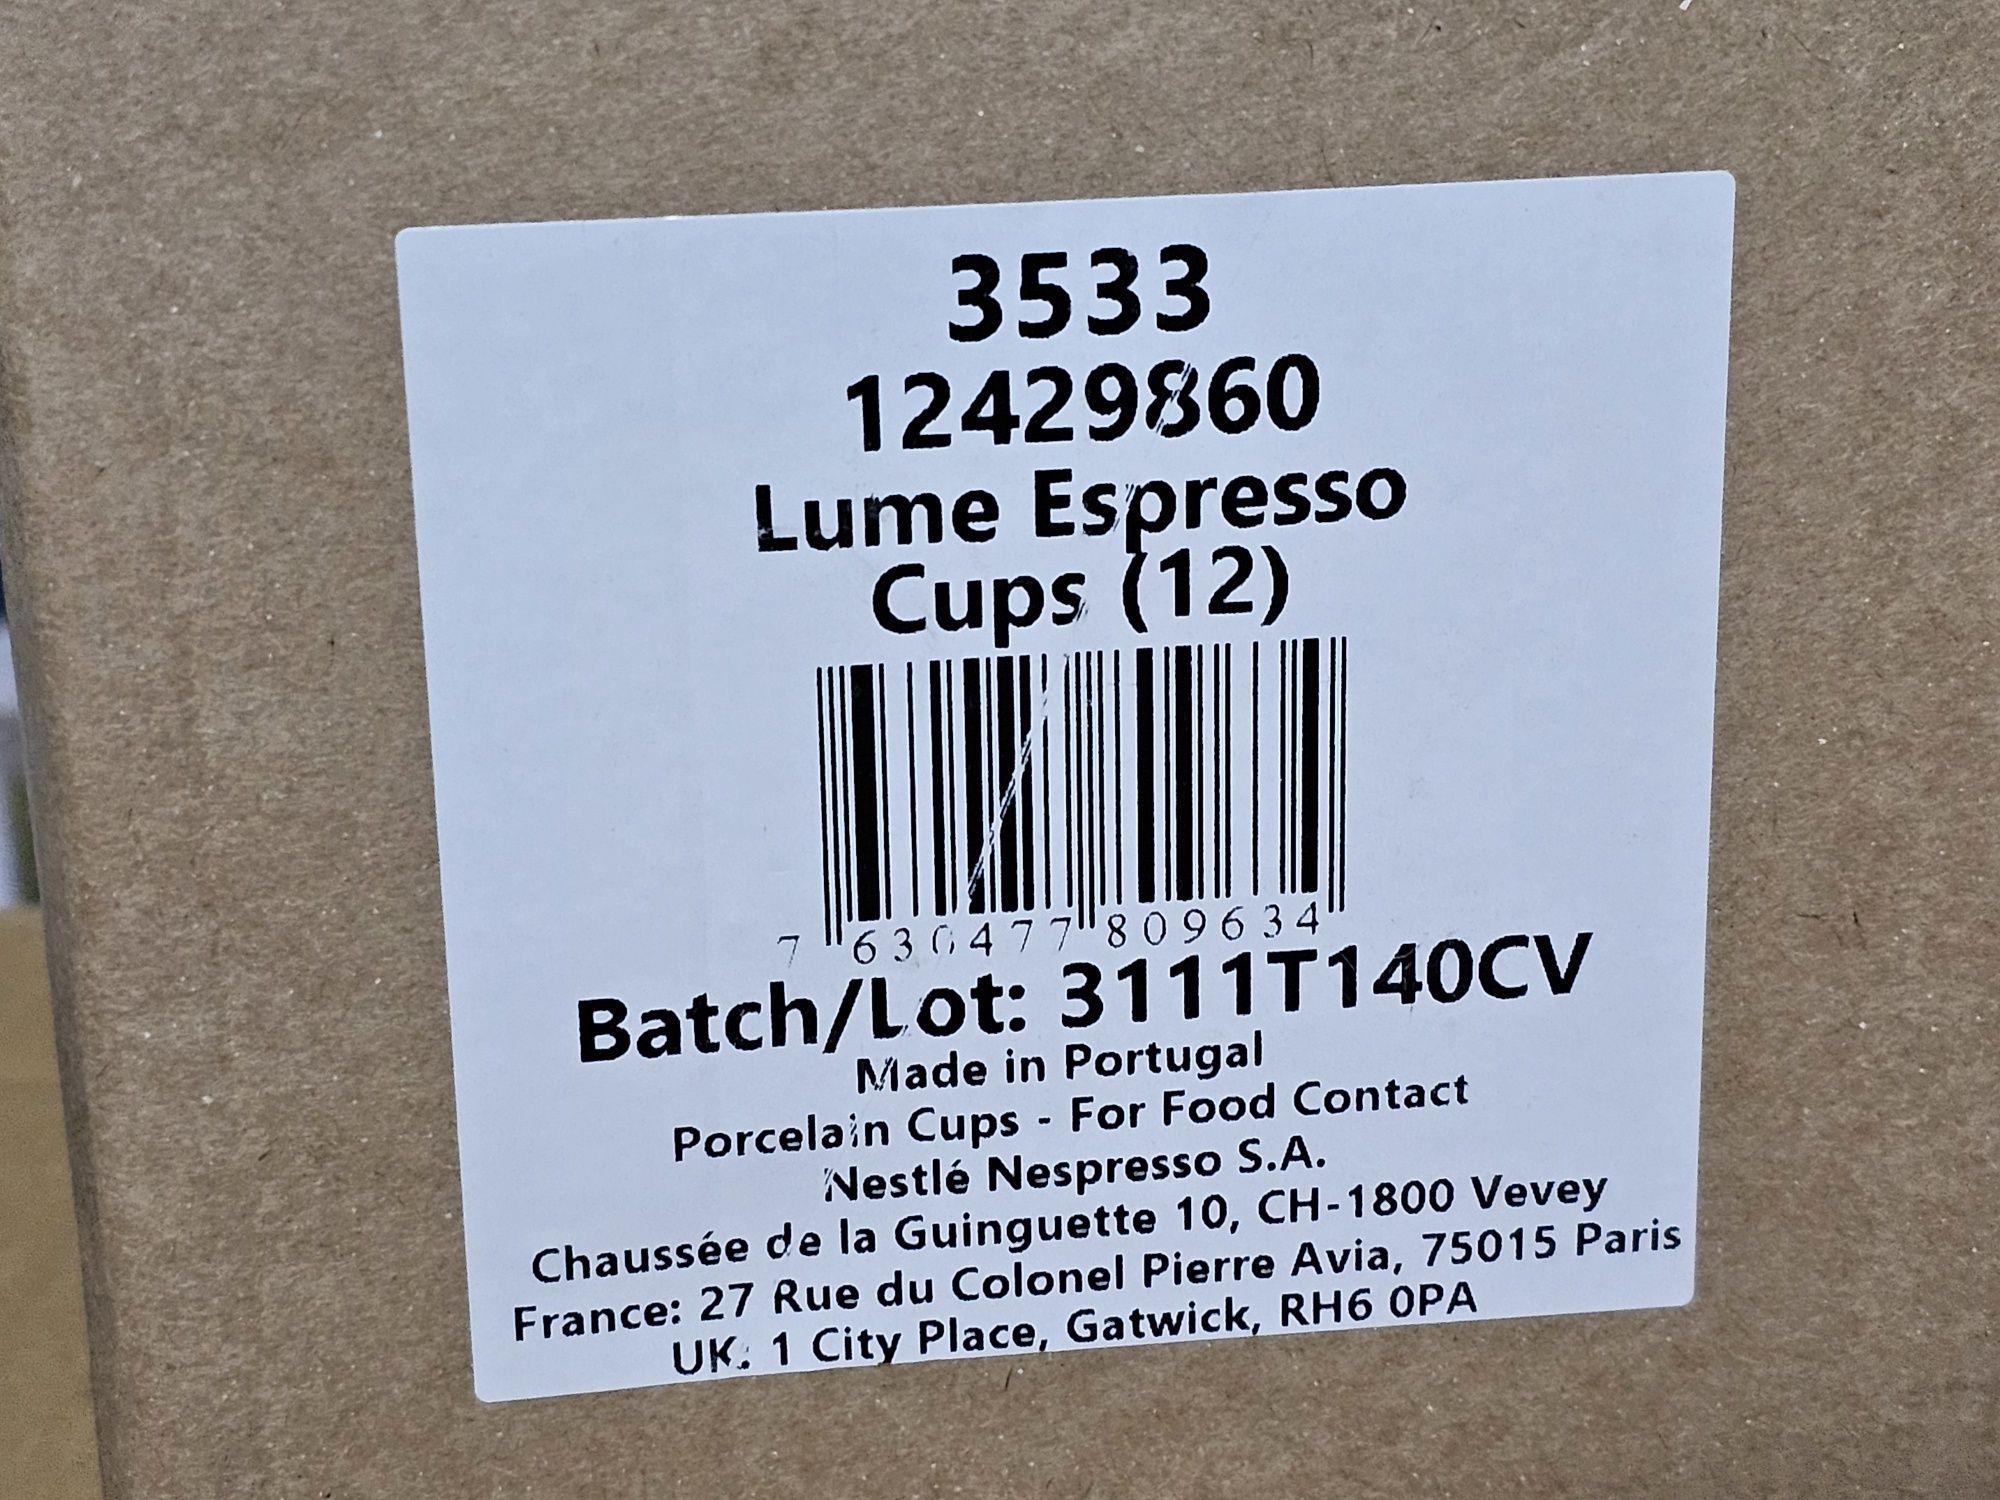 3533
12429860
Lume Espresso
Cups (12)
7 630477 809634
Batch/Lot: 3111T140CV
Made in Portugal
Porcelain Cups - For Food Contact
Nestlé Nespresso S.A.
Chaussée de la Guinguette 10, CH-1800 Vevey
France: 27 Rue du Colonel Pierre Avia, 75015 Paris
UK: 1 City Place, Gatwick, RH6 0PA